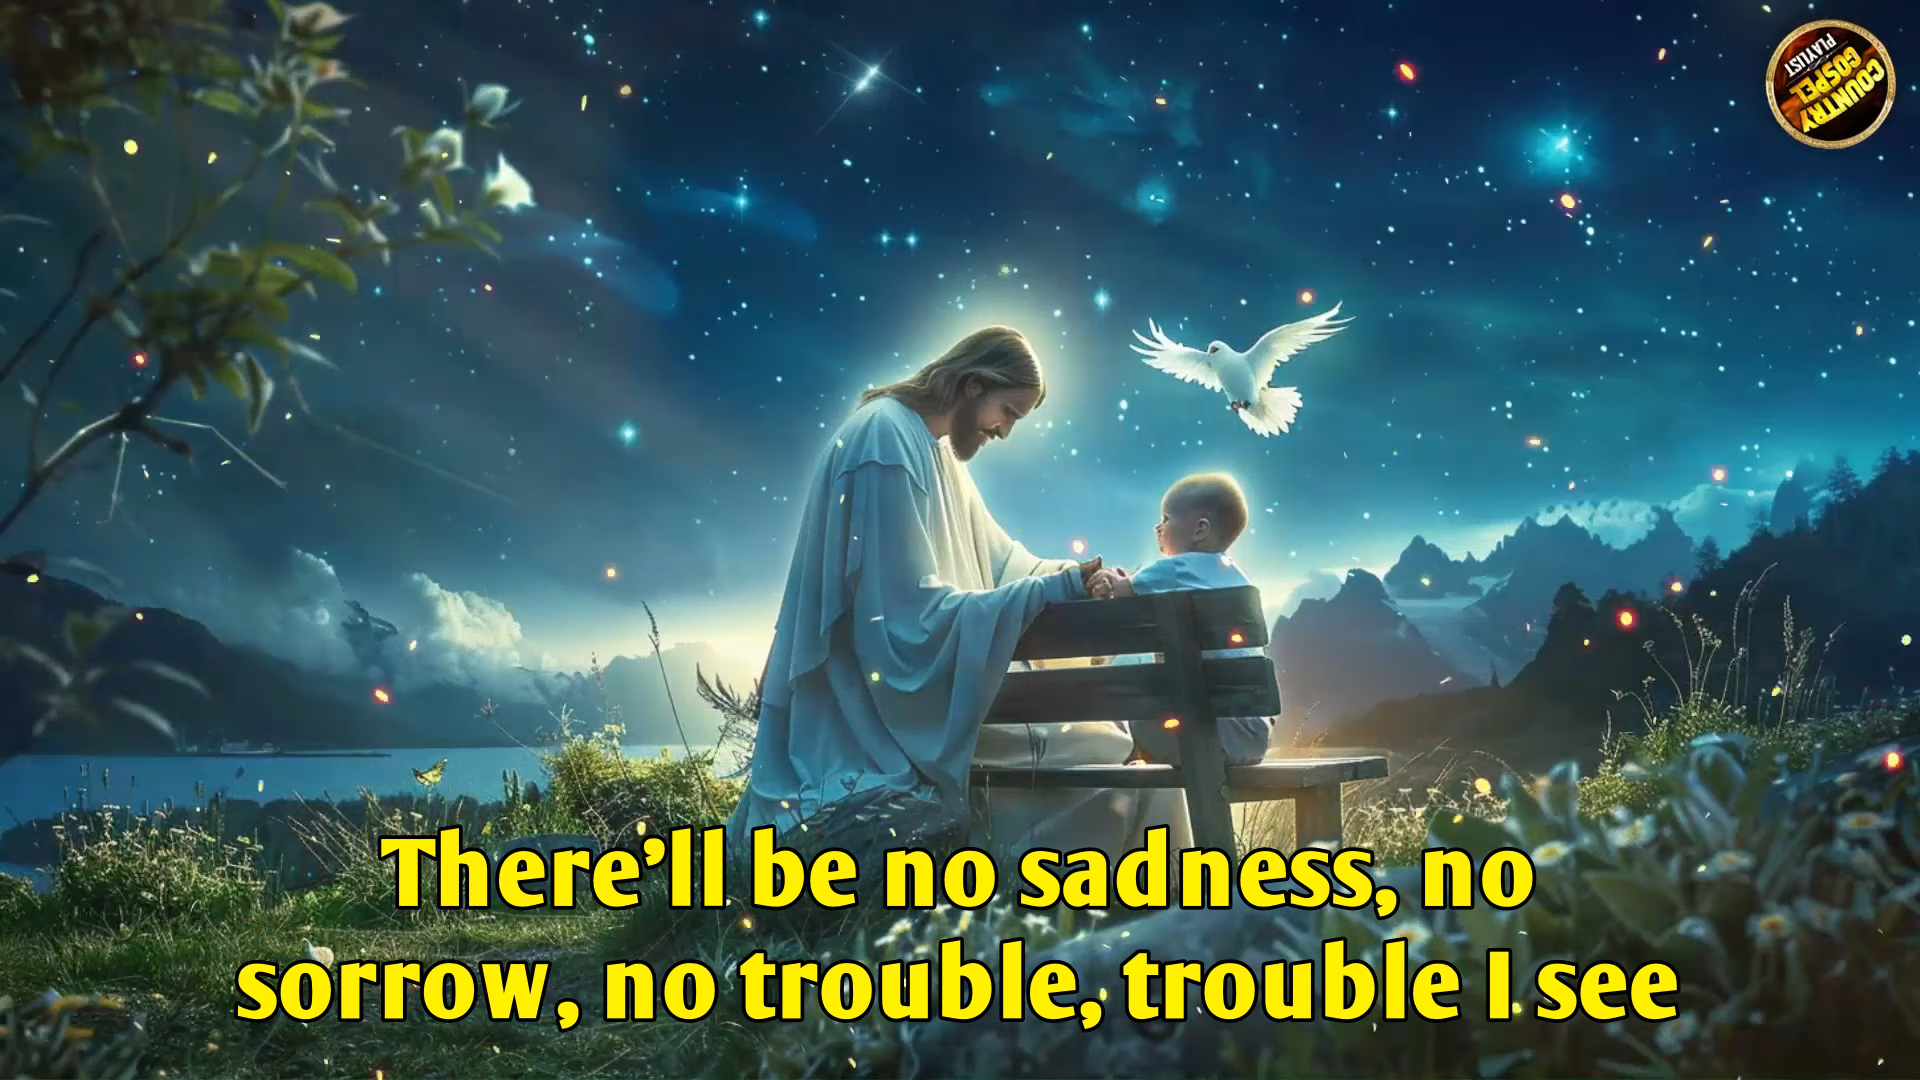 COUNTRY
GOSPEL
PLAYLIST
There’ll be no sadness, no
sorrow, no trouble, trouble I see